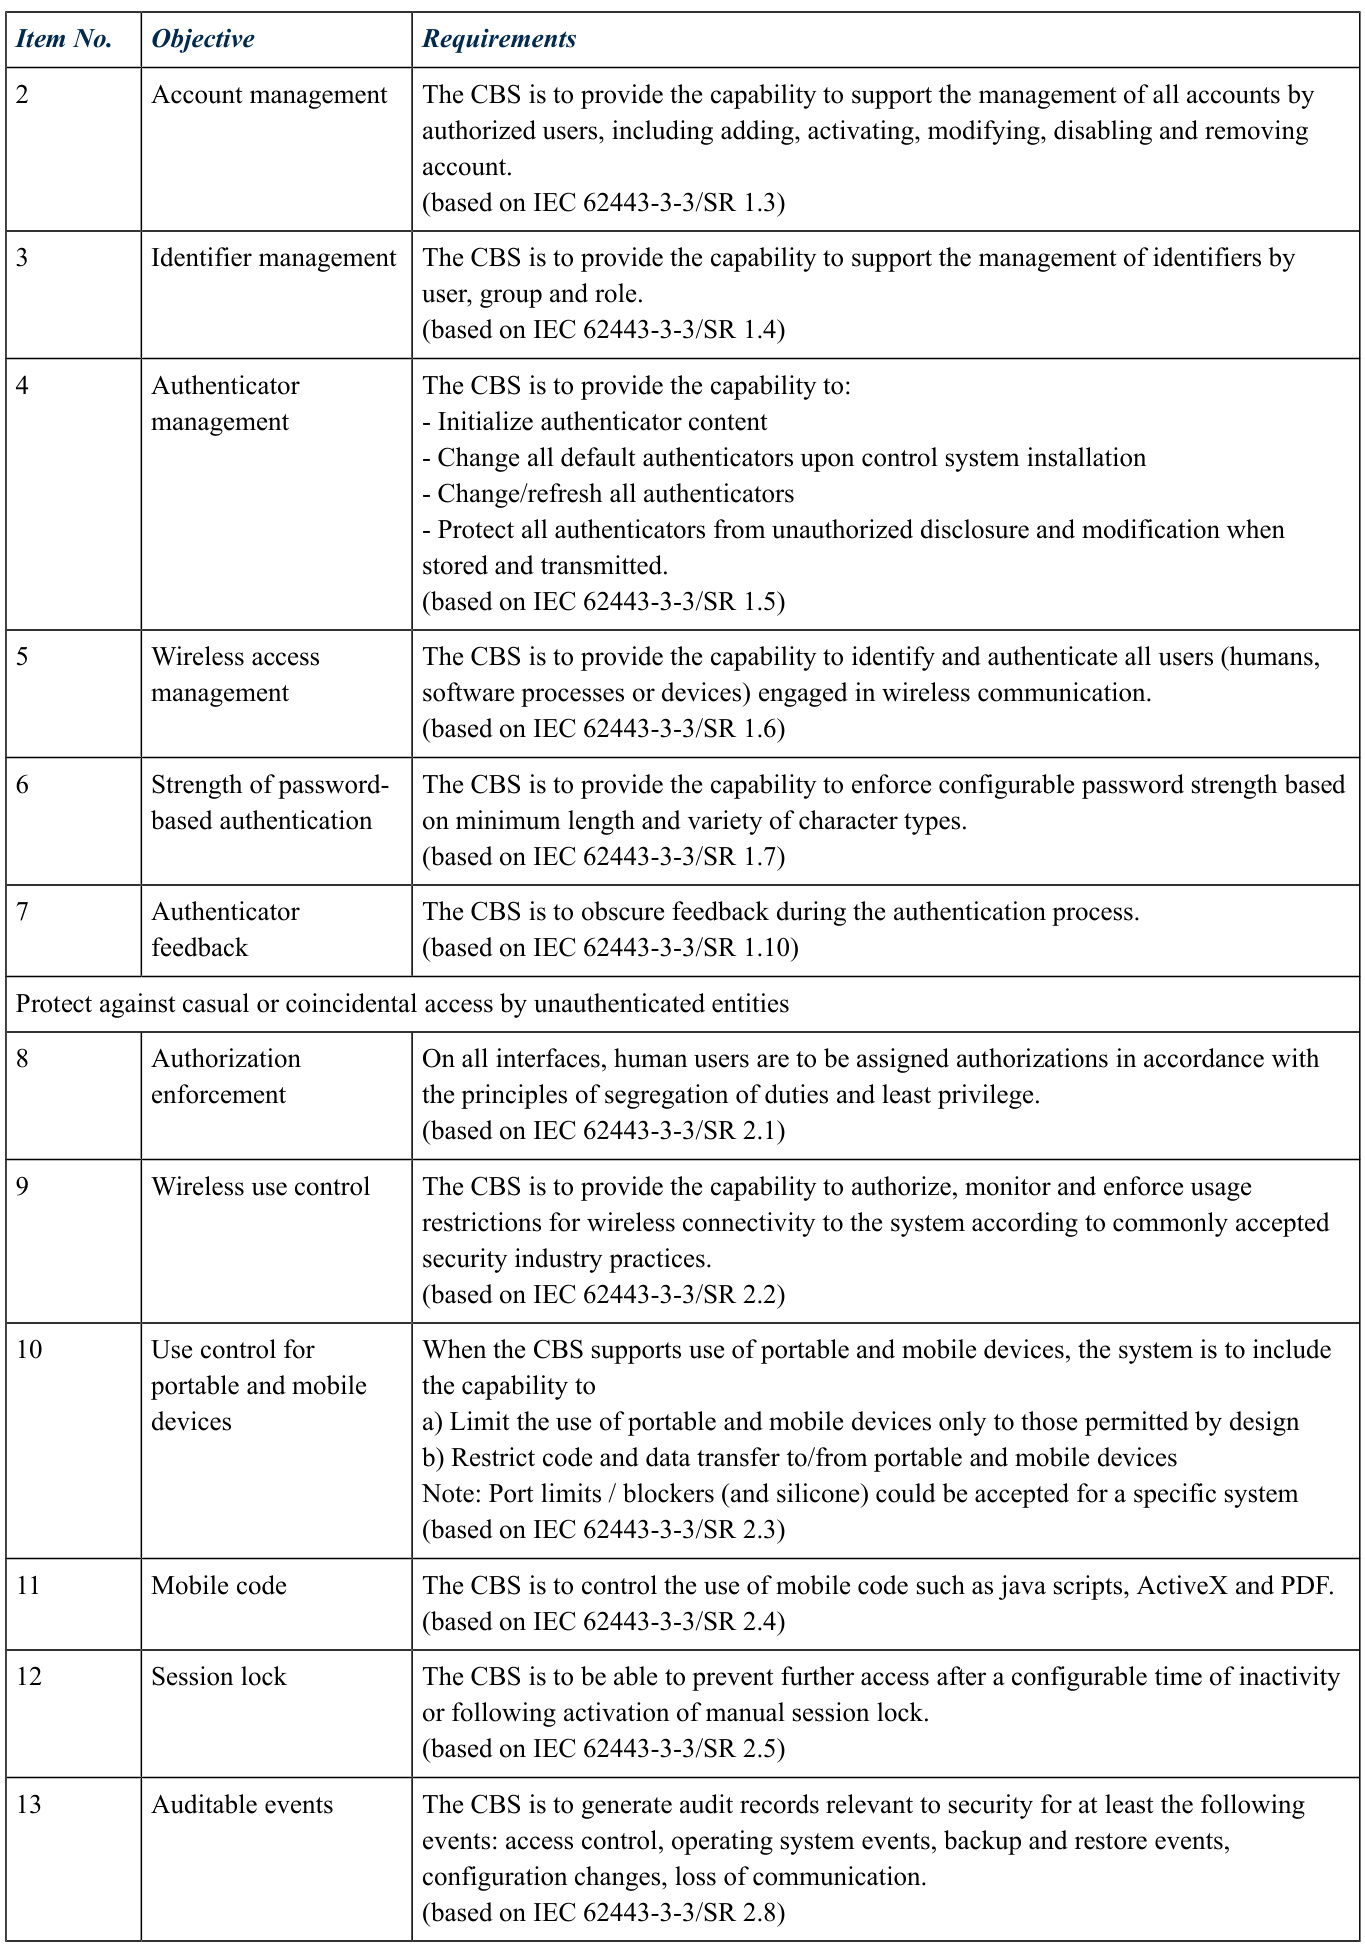 Item No. Objective Requirements
2 Account management The CBS is to provide the capability to support the management of all accounts by
authorized users, including adding, activating, modifying, disabling and removing
account.
(based on IEC 62443-3-3/SR 1.3)
3 Identifier management The CBS is to provide the capability to support the management of identifiers by
user, group and role.
(based on IEC 62443-3-3/SR 1.4)
4 Authenticator The CBS is to provide the capability to:
management - Initialize authenticator content
- Change all default authenticators upon control system installation
- Change/refresh all authenticators
- Protect all authenticators from unauthorized disclosure and modification when
stored and transmitted.
(based on IEC 62443-3-3/SR 1.5)
5 Wireless access The CBS is to provide the capability to identify and authenticate all users (humans,
management software processes or devices) engaged in wireless communication.
(based on IEC 62443-3-3/SR 1.6)
6 Strength of password- The CBS is to provide the capability to enforce configurable password strength based
based authentication on minimum length and variety of character types.
(based on IEC 62443-3-3/SR 1.7)
7 Authenticator The CBS is to obscure feedback during the authentication process.
feedback (based on IEC 62443-3-3/SR 1.10)
Protect against casual or coincidental access by unauthenticated entities
8 Authorization On all interfaces, human users are to be assigned authorizations in accordance with
enforcement the principles of segregation of duties and least privilege.
(based on IEC 62443-3-3/SR 2.1)
9 Wireless use control The CBS is to provide the capability to authorize, monitor and enforce usage
restrictions for wireless connectivity to the system according to commonly accepted
security industry practices.
(based on IEC 62443-3-3/SR 2.2)
10 Use control for When the CBS supports use of portable and mobile devices, the system is to include
portable and mobile the capability to
devices a) Limit the use of portable and mobile devices only to those permitted by design
b) Restrict code and data transfer to/from portable and mobile devices
Note: Port limits / blockers (and silicone) could be accepted for a specific system
(based on IEC 62443-3-3/SR 2.3)
11 Mobile code The CBS is to control the use of mobile code such as java scripts, ActiveX and PDF.
(based on IEC 62443-3-3/SR 2.4)
12 Session lock The CBS is to be able to prevent further access after a configurable time of inactivity
or following activation of manual session lock.
(based on IEC 62443-3-3/SR 2.5)
13 Auditable events The CBS is to generate audit records relevant to security for at least the following
events: access control, operating system events, backup and restore events,
configuration changes, loss of communication.
(based on IEC 62443-3-3/SR 2.8)